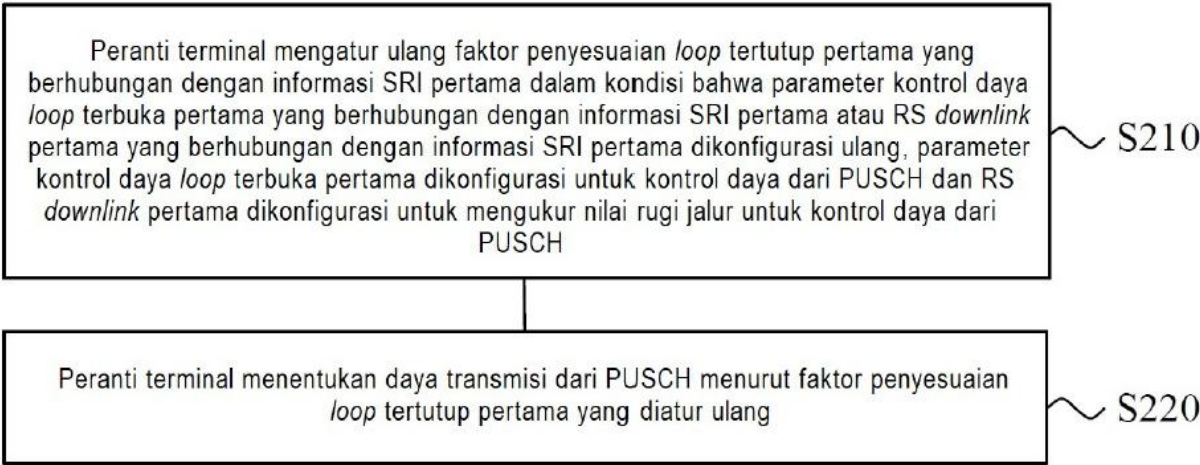 Peranti terminal mengatur ulang faktor penyesuaian loop tertutup pertama yang
berhubungan dengan informasi SRI pertama dalam kondisi bahwa parameter kontrol daya
loop terbuka pertama yang berhubungan dengan informasi SRI pertama atau RS downlink
pertama yang berhubungan dengan informasi SRI pertama dikonfigurasi ulang, parameter
kontrol daya loop terbuka pertama dikonfigurasi untuk kontrol daya dari PUSCH dan RS
downlink pertama dikonfigurasi untuk mengukur nilai rugi jalur untuk kontrol daya dari
PUSCH
S210
Peranti terminal menentukan daya transmisi dari PUSCH menurut faktor penyesuaian
loop tertutup pertama yang diatur ulang
S220